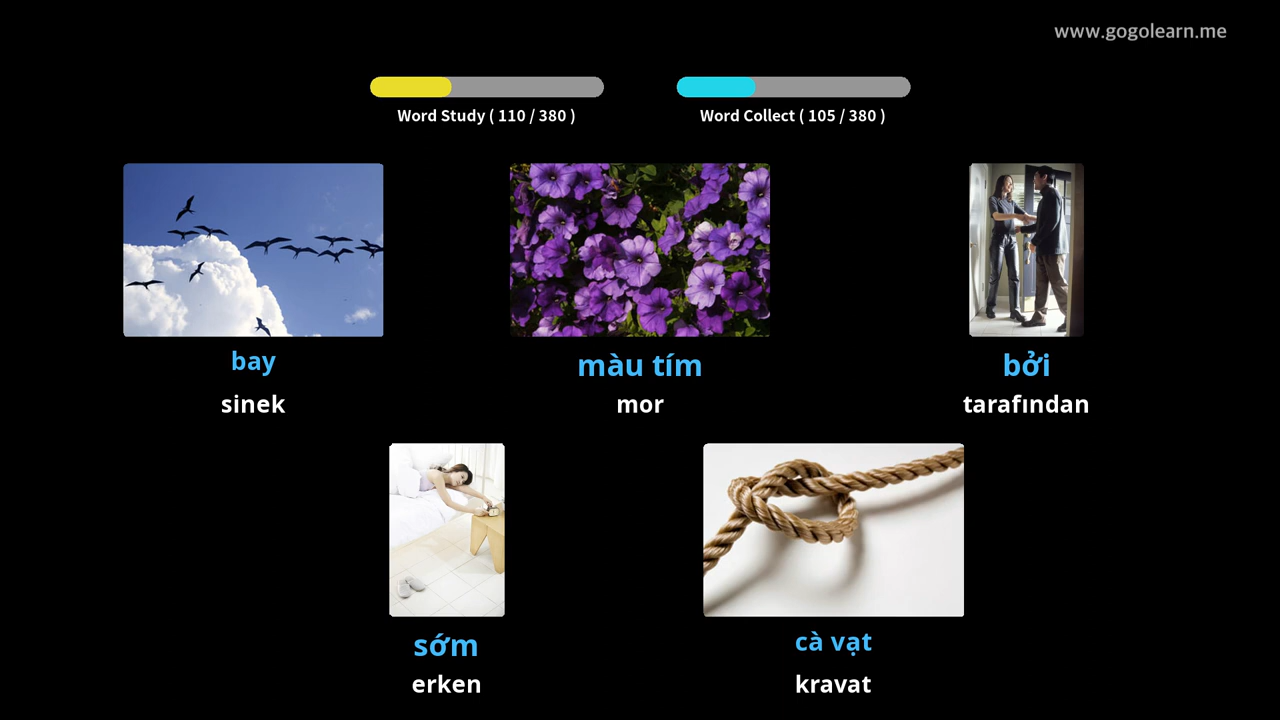 www.gogolearn.me
Word Study ( 110 / 380 )
Word Collect ( 105 / 380 )
bay
sinek
màu tím
mor
bởi
tarafından
sớm
erken
cà vạt
kravat